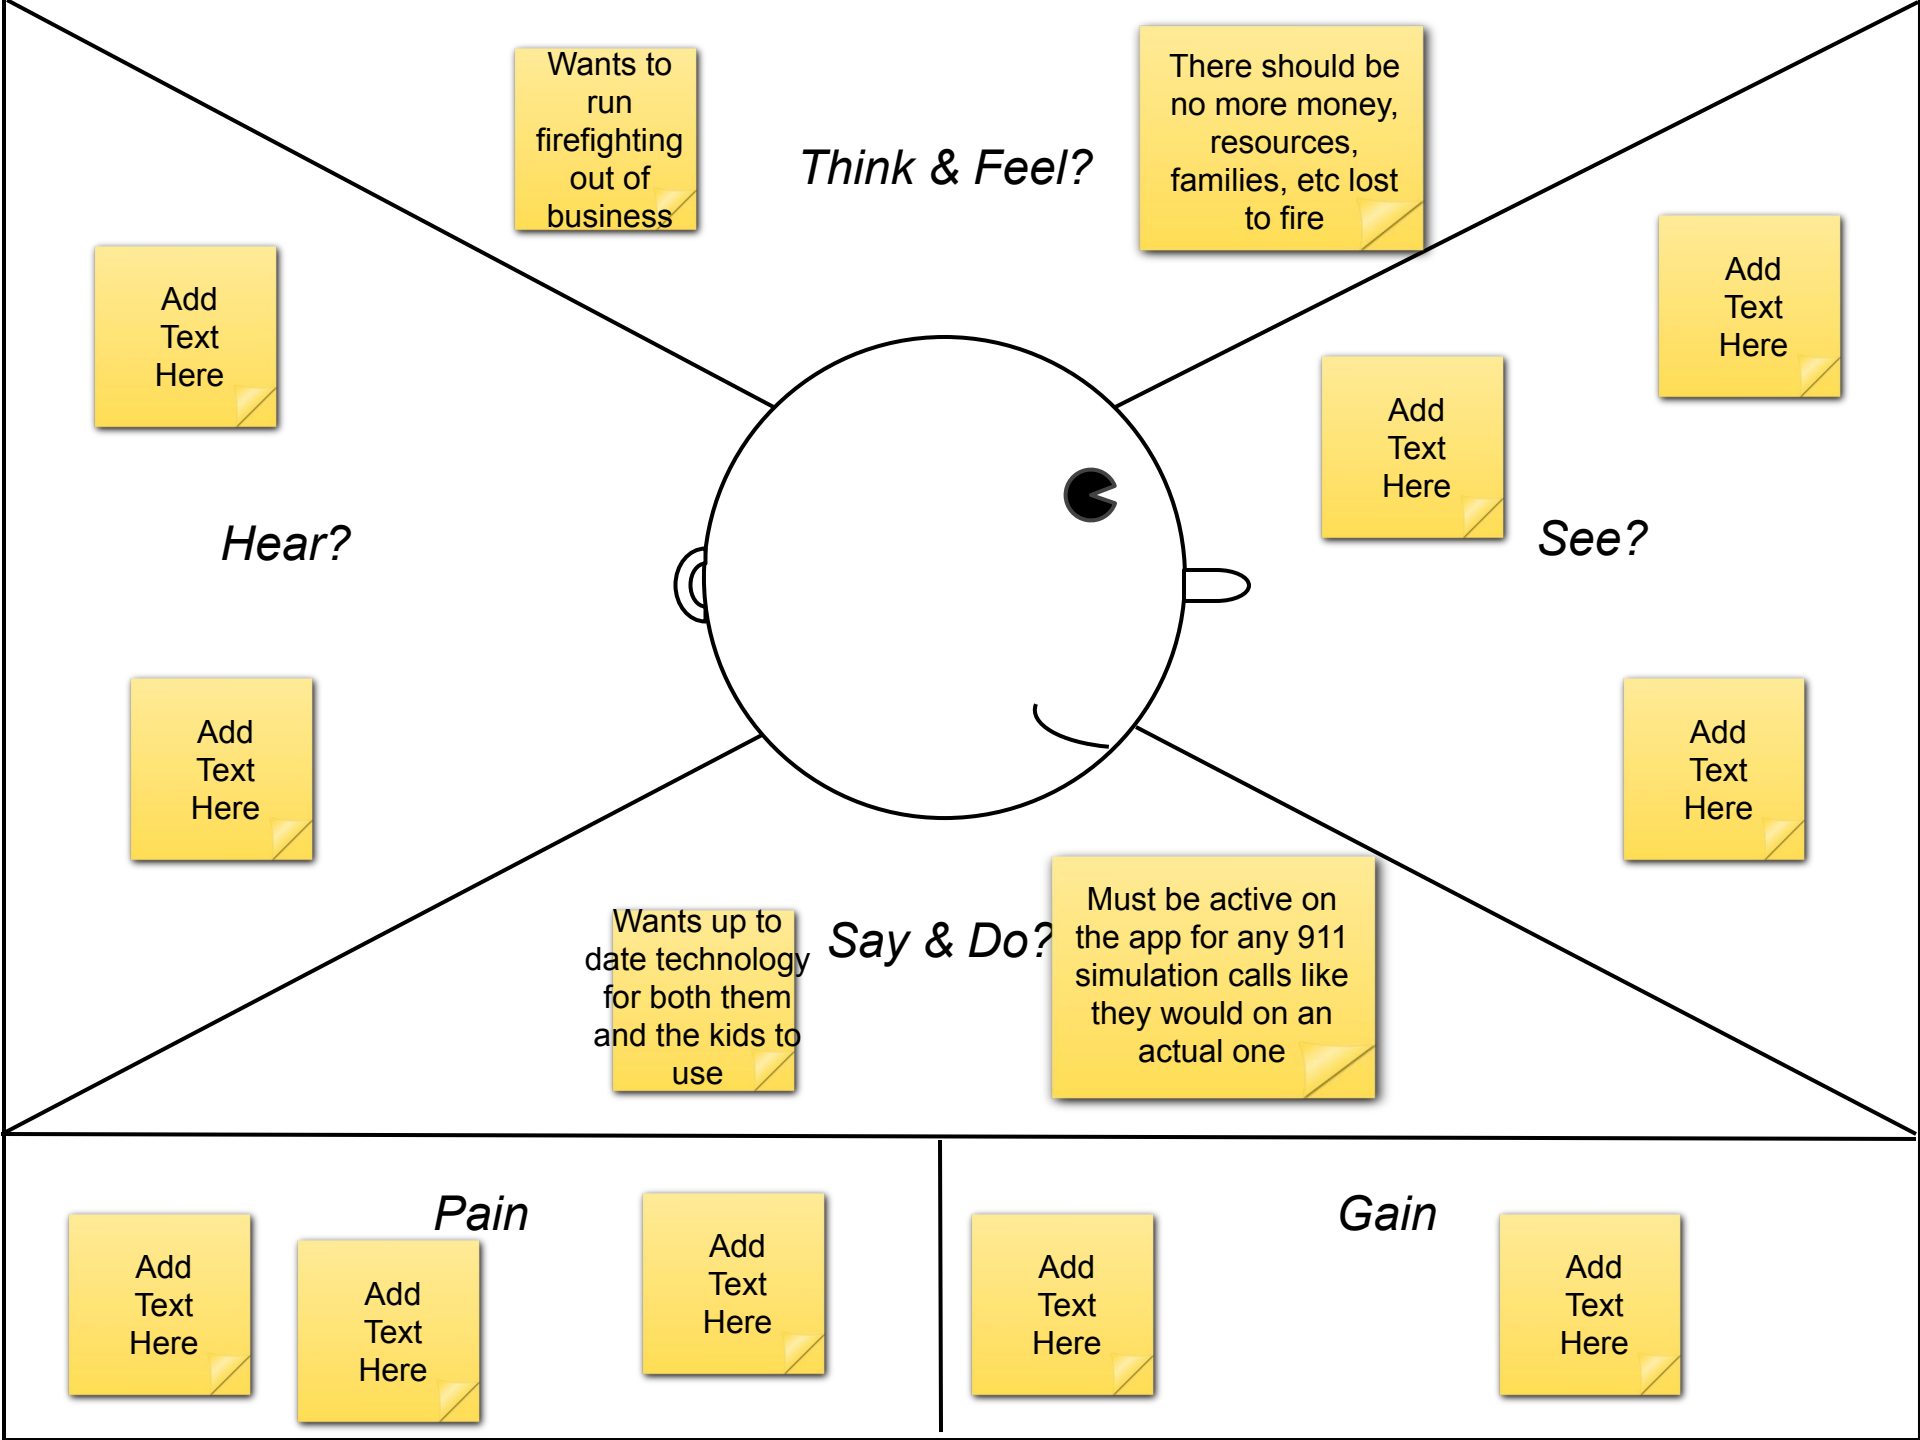 Wants to
run
firefighting
out of
business
Think & Feel?
There should be
no more money,
resources,
families, etc lost
to fire
Add
Text
Here
Hear?
Add
Text
Here
Add
Text
Here
Add
Text
Here
See?
Add
Text
Here
Wants up to
date technology
for both them
and the kids to
use
Say & Do?
Must be active on
the app for any 911
simulation calls like
they would on an
actual one
Pain
Add
Text
Here
Add
Text
Here
Add
Text
Here
Gain
Add
Text
Here
Add
Text
Here